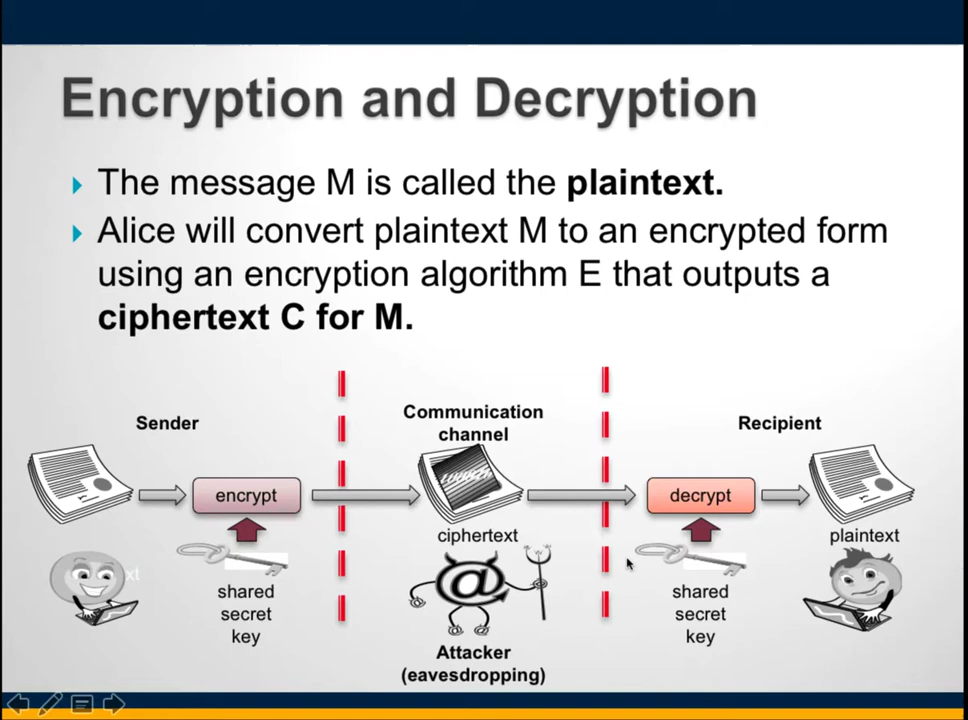 Encryption and Decryption
The message M is called the plaintext.
Alice will convert plaintext M to an encrypted form
using an encryption algorithm E that outputs a
ciphertext C for M.
Sender
Communication
channel
Recipient
encrypt
decrypt
ciphertext
plaintext
xt
@
shared
secret
key
shared
secret
key
Attacker
(eavesdropping)